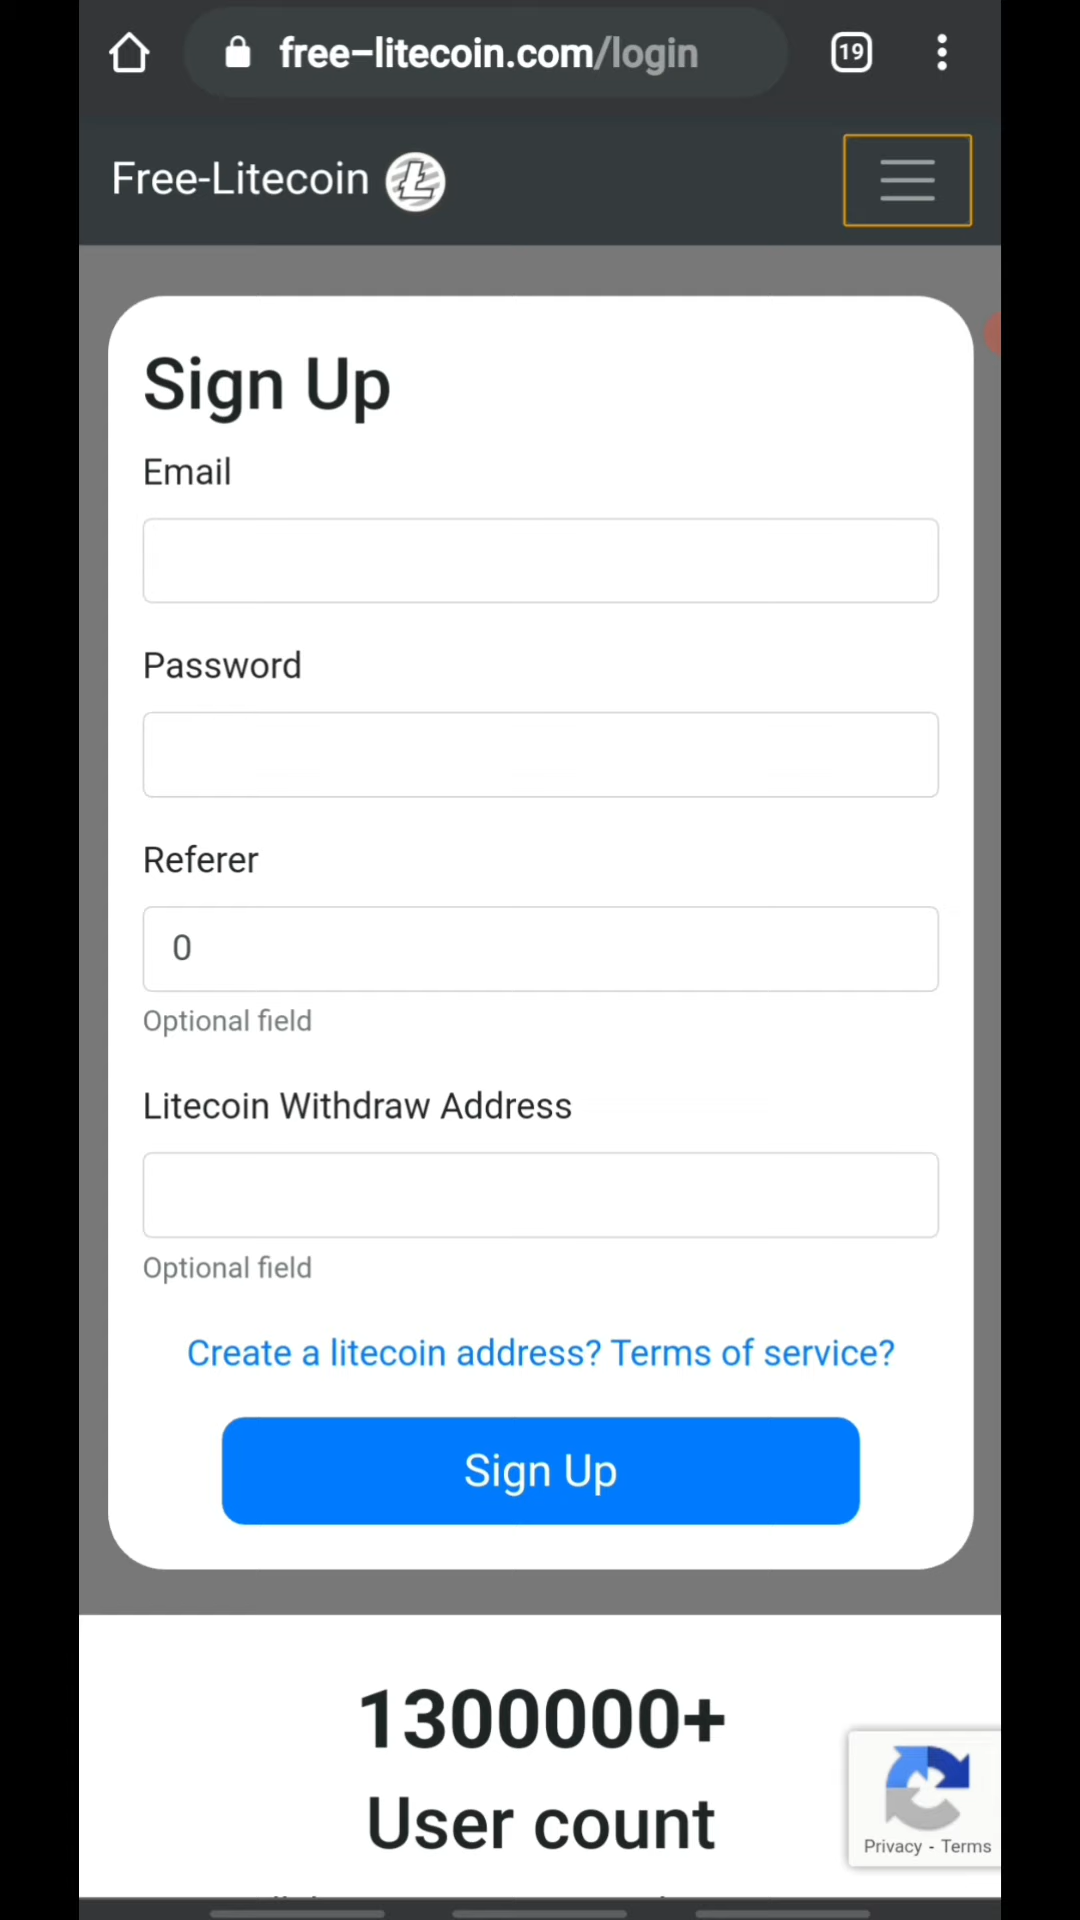 free-litecoin.com/login
19
Free-Litecoin
Sign Up
Email
Password
Referer
0
Optional field
Litecoin Withdraw Address
Optional field
Create a litecoin address? Terms of service?
Sign Up
1300000+
User count
Privacy - Terms